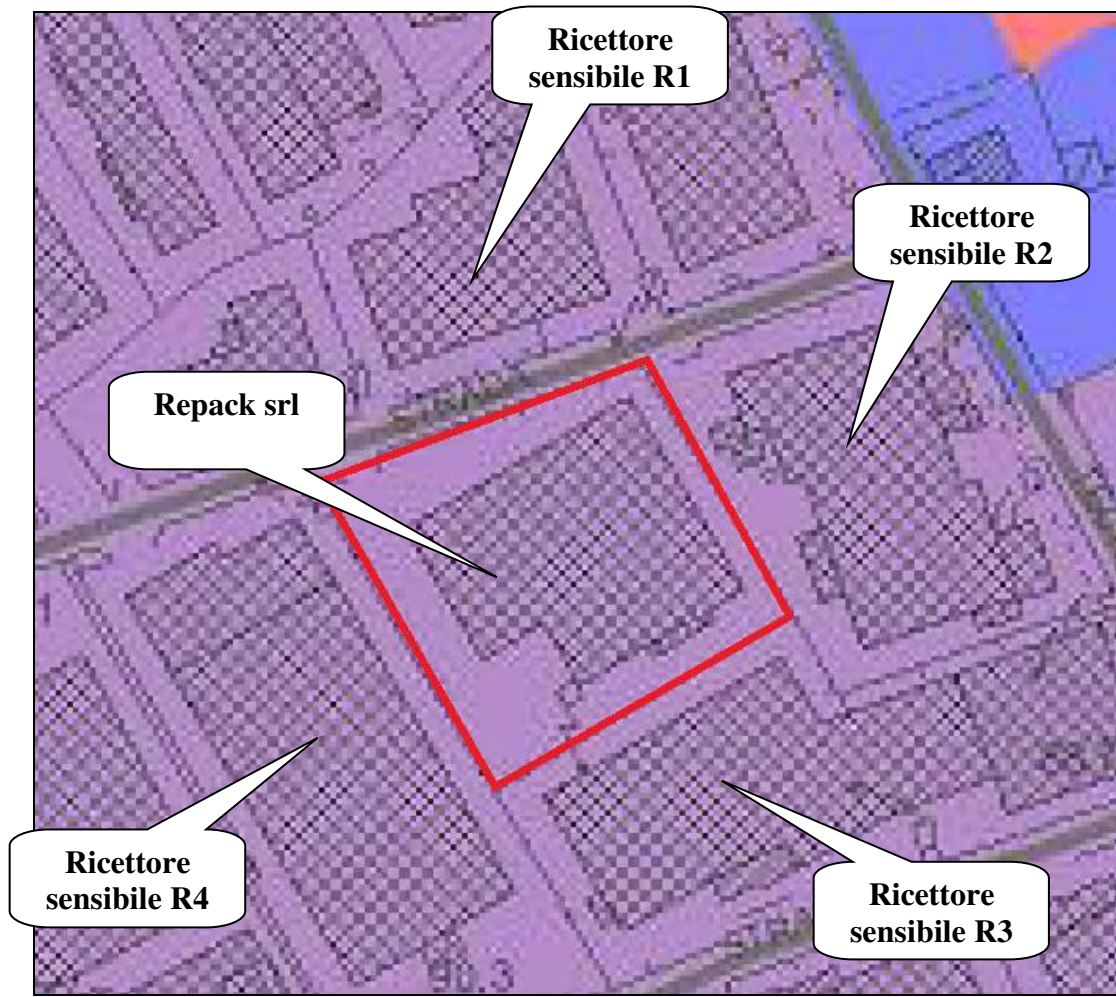 Ricettore
sensibile R1
Ricettore
sensibile R2
Repack srl
Ricettore
sensibile R4
Ricettore
sensibile R3